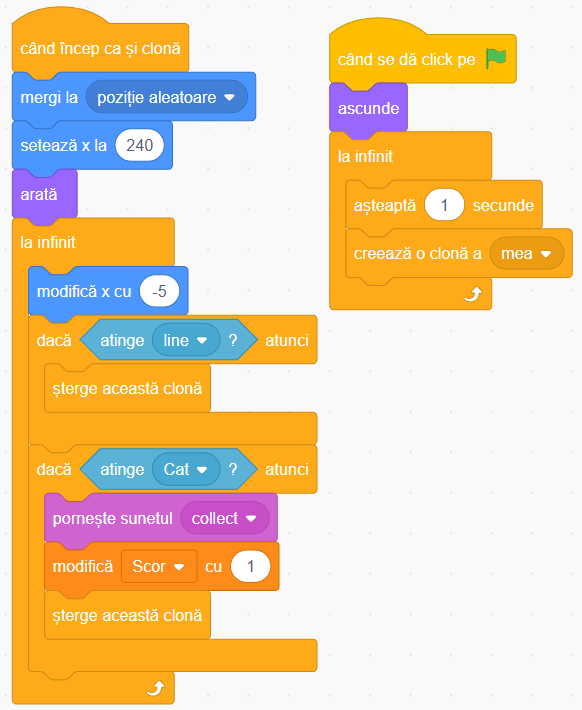 când încep ca și clonă
mergi la poziție aleatoare
setează x la 240
arată
la infinit
modifică x cu -5
dacă atinge line ? atunci
șterge această clonă
dacă atinge Cat ? atunci
pornește sunetul collect
modifică Scor cu 1
șterge această clonă
când se dă click pe
ascunde
la infinit
așteaptă 1 secunde
creează o clonă a mea